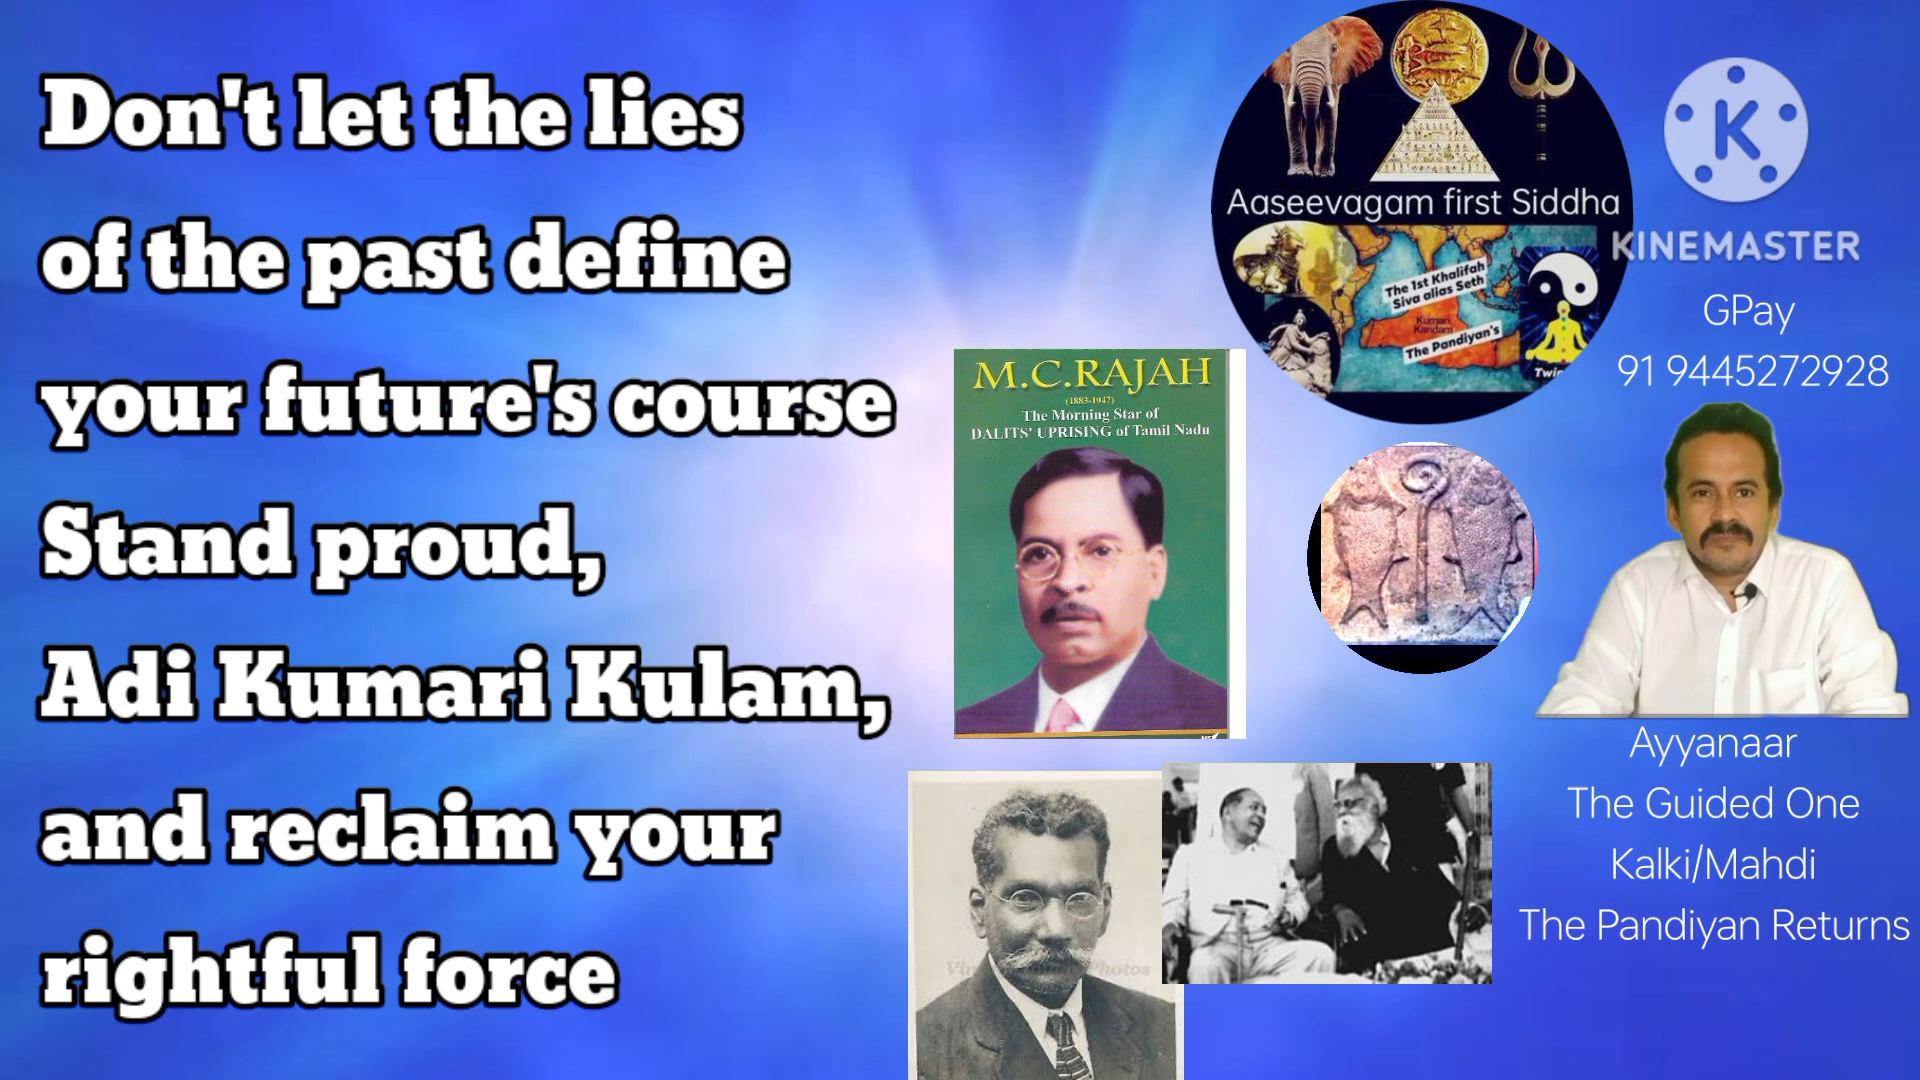 Don't let the lies
of the past define
your future's course
Stand proud,
Adi Kumari Kulam,
and reclaim your
rightful force
Aaseevagam first Siddha
The 1st Khalifah
Siva alias Seth
Kumari
Kandam
The Pandiyan's
K
KINEMASTER
GPay
91 9445272928
M.C.RAJAH
(1883-1947)
The Morning Star of
DALITS' UPRISING of Tamil Nadu
Ayyanaar
The Guided One
Kalki/Mahdi
The Pandiyan Returns
Photos